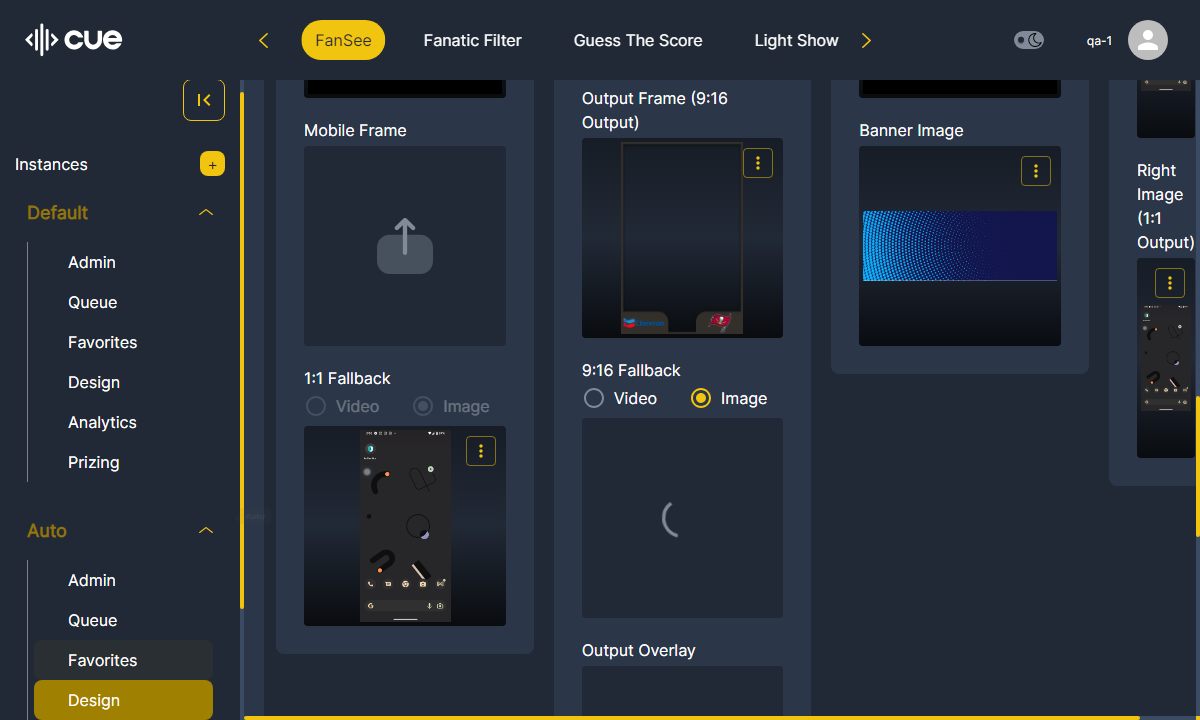 CUE
FanSee
Fanatic Filter
Guess The Score
Light Show
qa-1
Instances
+
Default
Admin
Queue
Favorites
Design
Analytics
Prizing
Auto
Admin
Queue
Favorites
Design
Mobile Frame
1:1 Fallback
Video
Image
Output Frame (9:16
Output)
9:16 Fallback
Video
Image
Output Overlay
Banner Image
Right
Image
(1:1
Output)